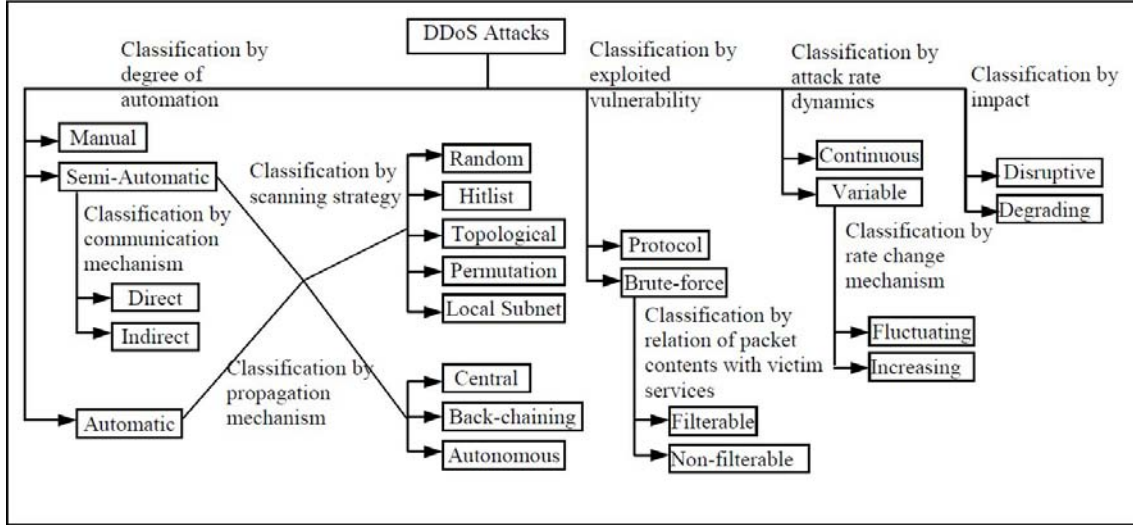 DDoS Attacks
Classification by
degree of
automation
Manual
Semi-Automatic
Classification by
communication
mechanism
Direct
Indirect
Automatic
Classification by
scanning strategy
Random
Hitlist
Topological
Permutation
Local Subnet
Classification by
propagation
mechanism
Central
Back-chaining
Autonomous
Classification by
exploited
vulnerability
Protocol
Brute-force
Classification by
relation of packet
contents with victim
services
Filterable
Non-filterable
Classification by
attack rate
dynamics
Continuous
Variable
Classification by
rate change
mechanism
Fluctuating
Increasing
Classification by
impact
Disruptive
Degrading